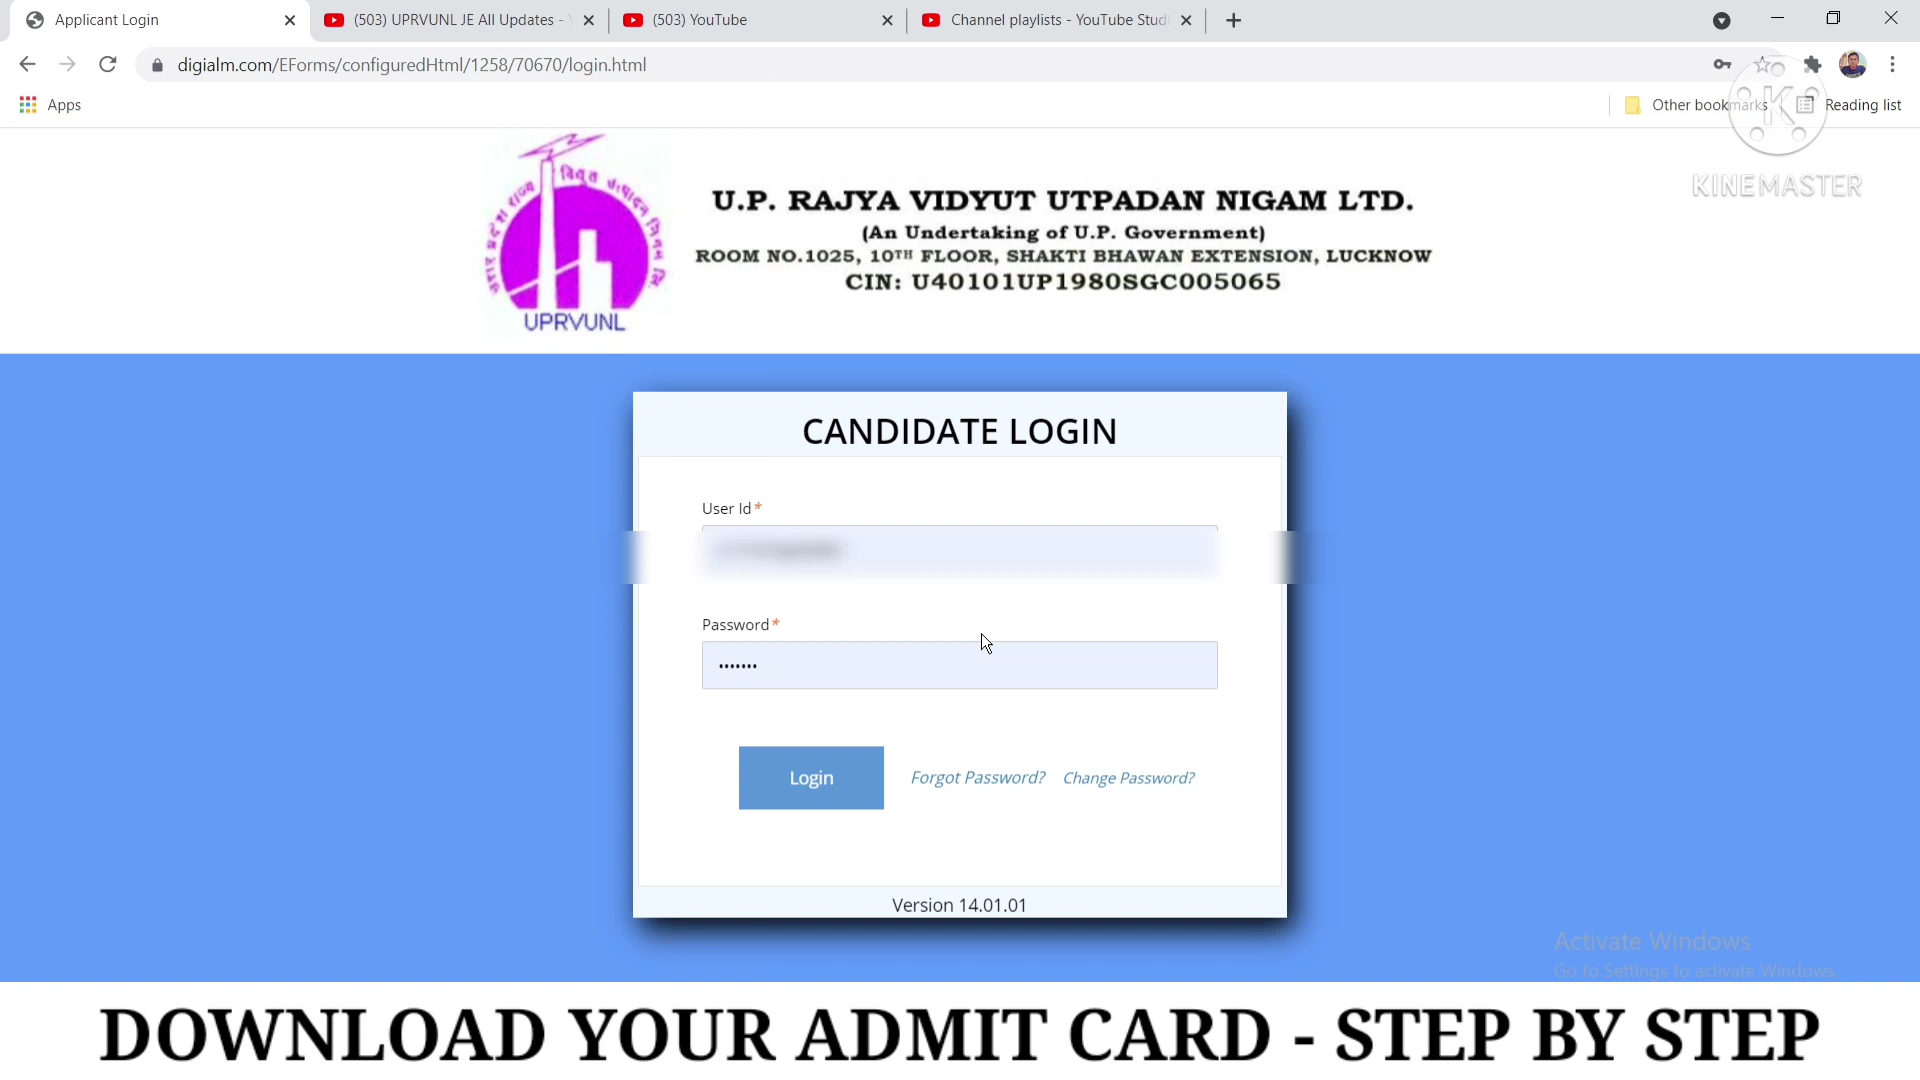 Applicant Login
(503) UPRVUNL JE All Updates -
(503) YouTube
Channel playlists - YouTube Stud
digialm.com/EForms/configuredHtml/1258/70670/login.html
Apps
Other bookmarks
Reading list
K
KINEMASTER
U.P. RAJYA VIDYUT UTPADAN NIGAM LTD.
(An Undertaking of U.P. Government)
ROOM NO.1025, 10TH FLOOR, SHAKTI BHAWAN EXTENSION, LUCKNOW
CIN: U40101UP1980SGC005065
UPRVUNL
CANDIDATE LOGIN
User Id*
Password*
•••••••
Login
Forgot Password?
Change Password?
Version 14.01.01
Activate Windows
Go to Settings to activate Windows.
DOWNLOAD YOUR ADMIT CARD - STEP BY STEP